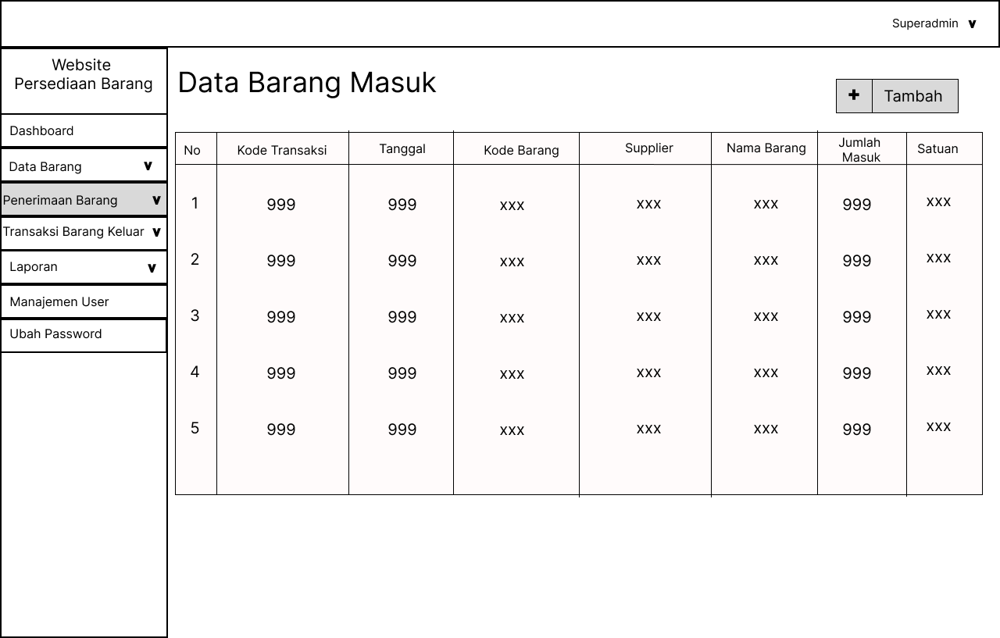 Superadmin v
Website
Persediaan Barang
Dashboard
Data Barang v
Penerimaan Barang v
Transaksi Barang Keluar v
Laporan v
Manajemen User
Ubah Password
Data Barang Masuk
+ Tambah
No Kode Transaksi Tanggal Kode Barang Supplier Nama Barang Jumlah Masuk Satuan
1 999 999 xxx xxx xxx 999 xxx
2 999 999 xxx xxx xxx 999 xxx
3 999 999 xxx xxx xxx 999 xxx
4 999 999 xxx xxx xxx 999 xxx
5 999 999 xxx xxx xxx 999 xxx